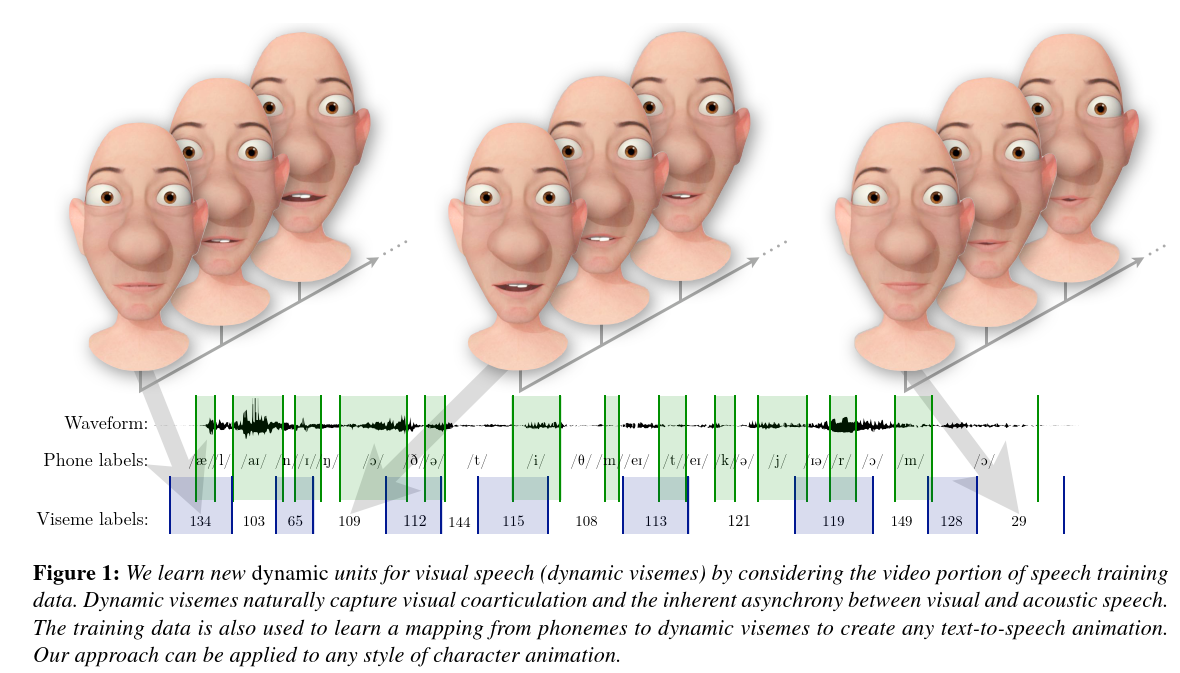 Waveform:
Phone labels: /æ/ /l/ /aɪ/ /n/ /ɪ/ /ŋ/ /ɔ/ /ð/ /ə/ /t/ /i/ /θ/ /m/ /eɪ/ /t/ /eɪ/ /k/ /ə/ /j/ /ɪə/ /r/ /ɔ/ /m/ /ɔ/
Viseme labels: 134 103 65 109 112 144 115 108 113 121 119 149 128 29
Figure 1: We learn new dynamic units for visual speech (dynamic visemes) by considering the video portion of speech training
data. Dynamic visemes naturally capture visual coarticulation and the inherent asynchrony between visual and acoustic speech.
The training data is also used to learn a mapping from phonemes to dynamic visemes to create any text-to-speech animation.
Our approach can be applied to any style of character animation.